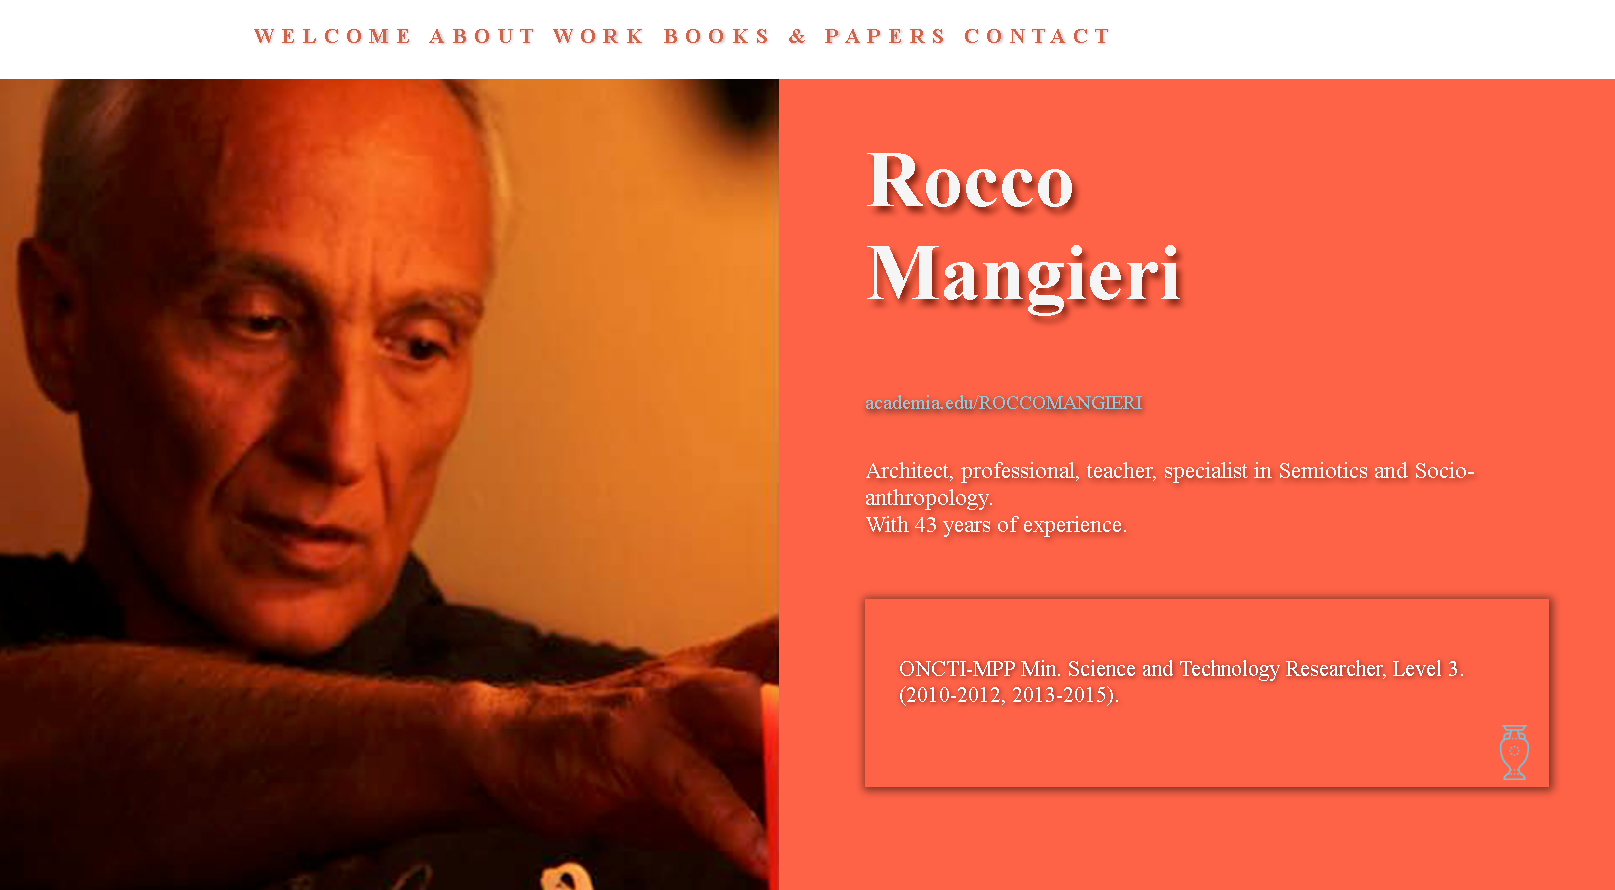 WELCOME ABOUT WORK BOOKS & PAPERS CONTACT
Rocco
Mangieri
academia.edu/ROCCOMANGIERI
Architect, professional, teacher, specialist in Semiotics and Socio-
anthropology.
With 43 years of experience.
ONCTI-MPP Min. Science and Technology Researcher, Level 3.
(2010-2012, 2013-2015).